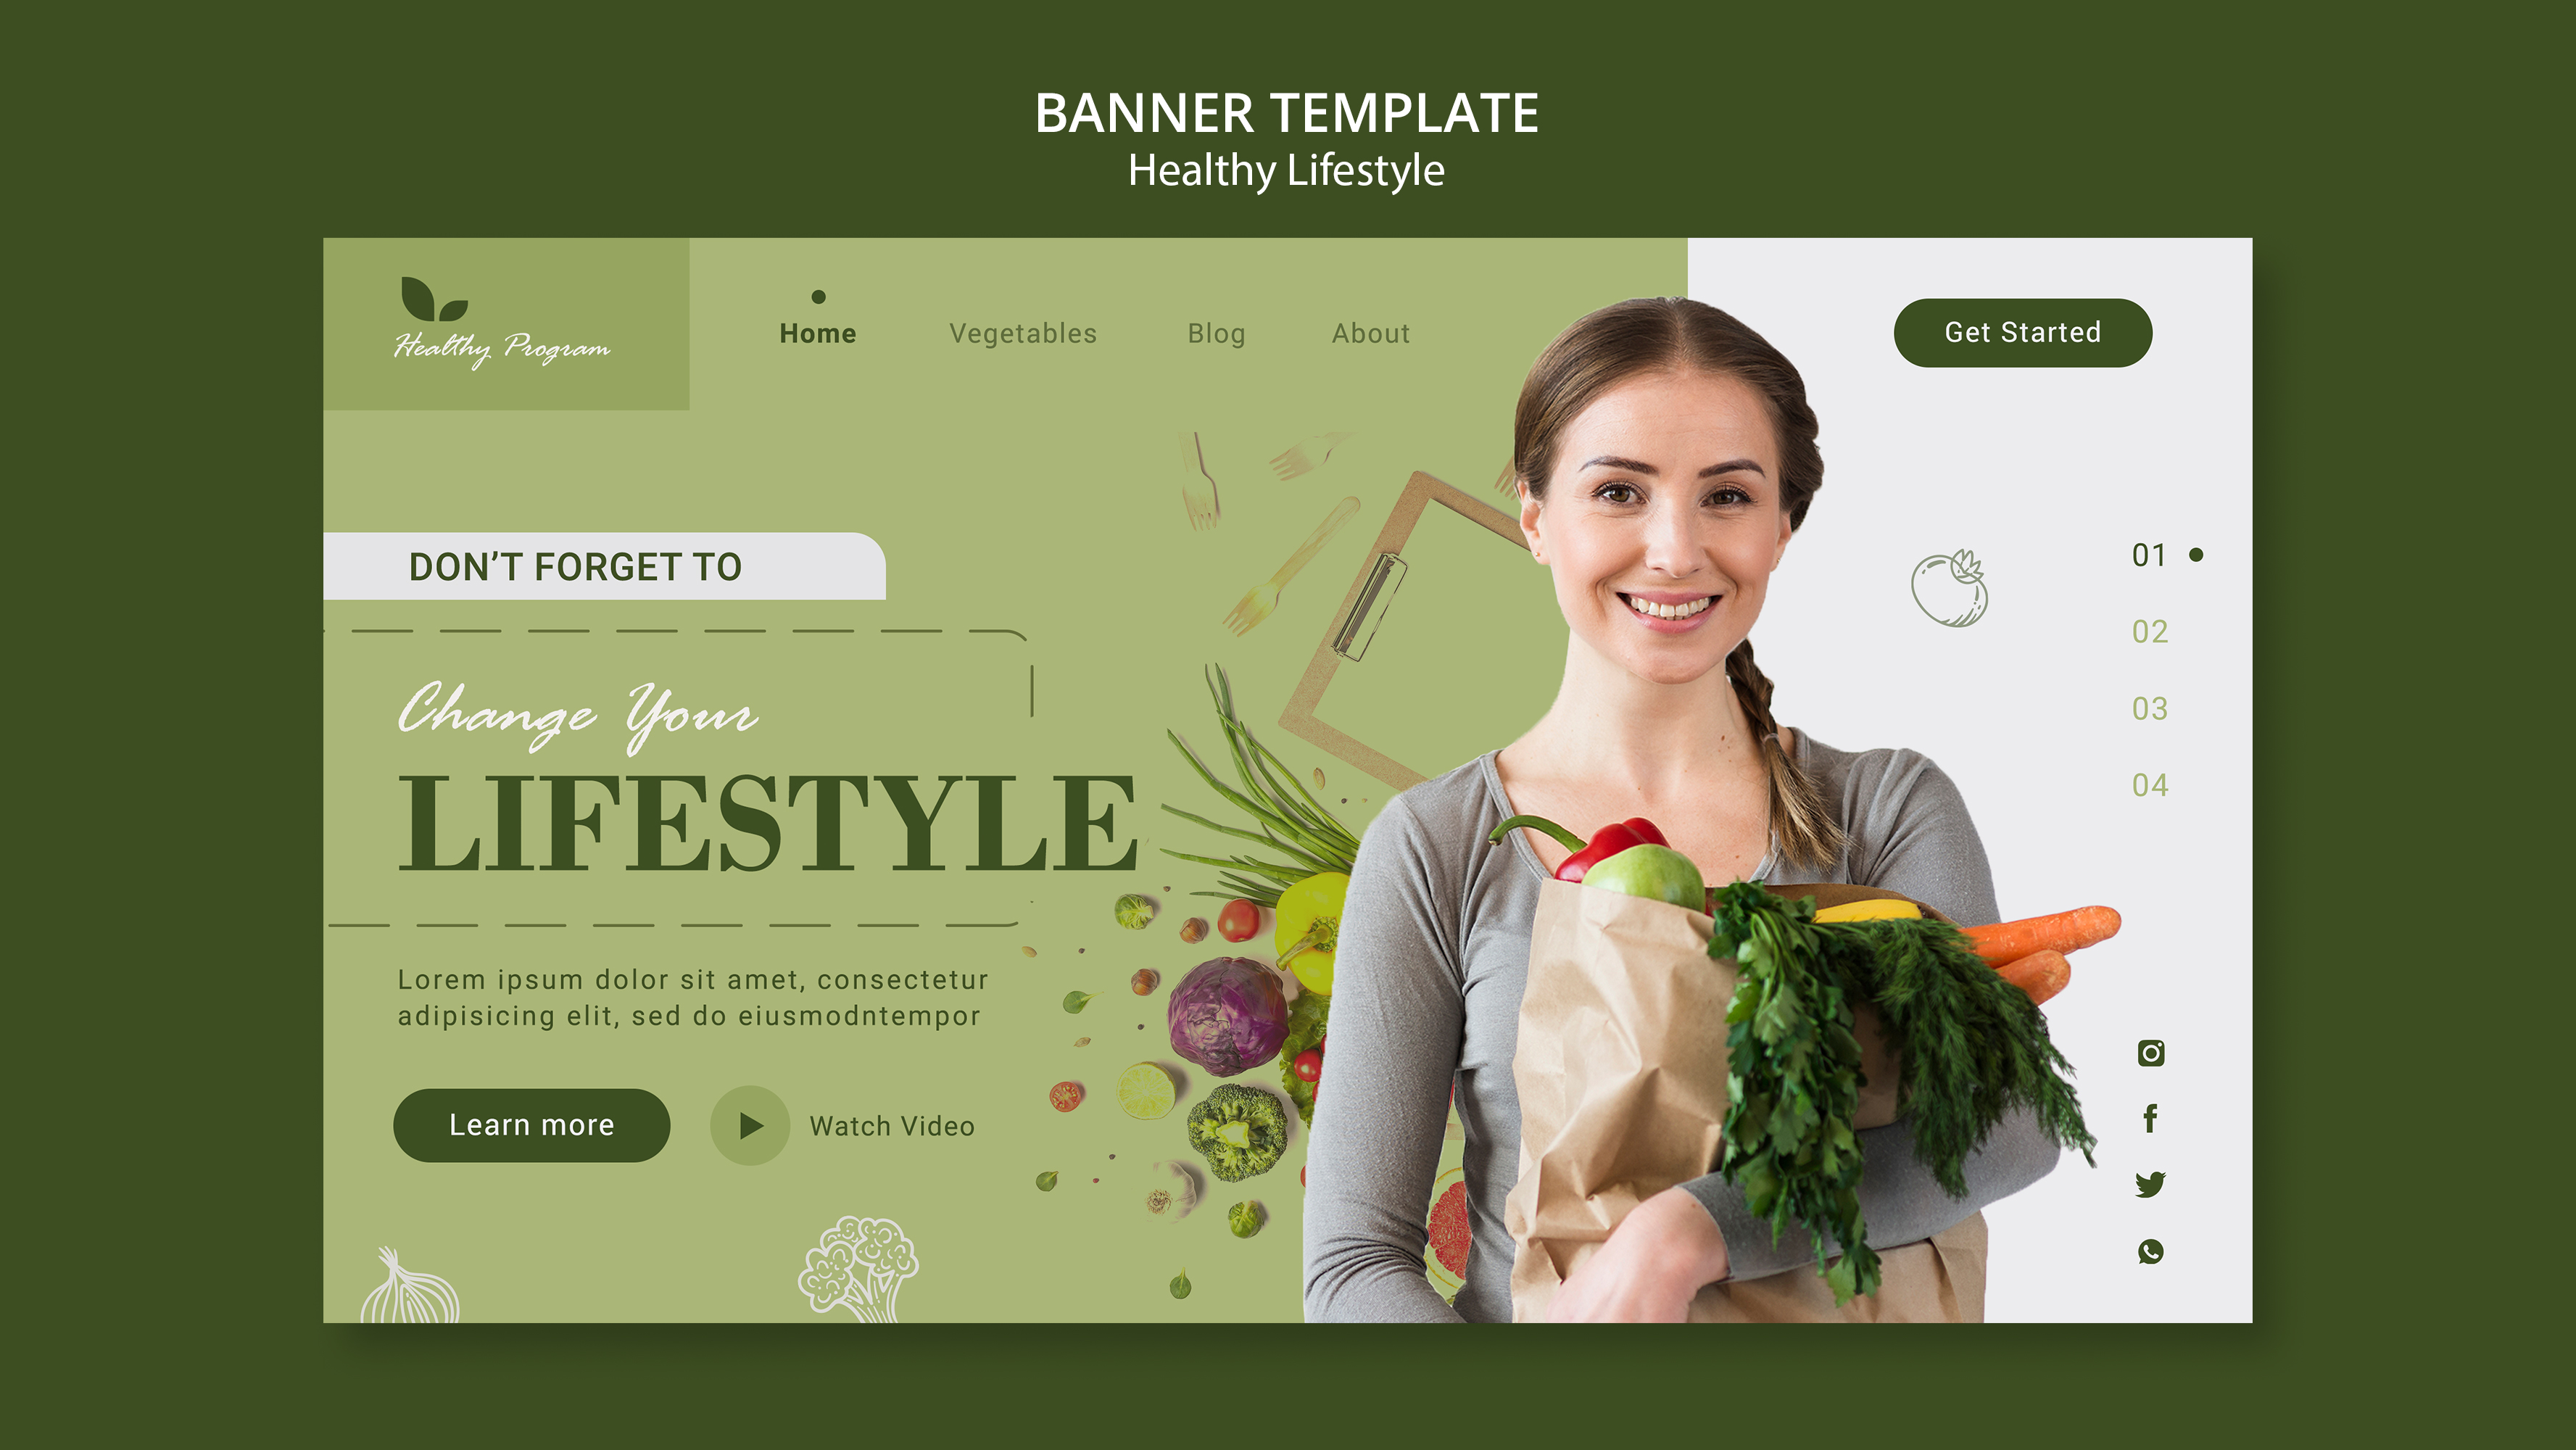 BANNER TEMPLATE
Healthy Lifestyle
Healthy Program
Home
Vegetables
Blog
About
Get Started
DON'T FORGET TO
Change Your
LIFESTYLE
Lorem ipsum dolor sit amet, consectetur
adipisicing elit, sed do eiusmodntempor
Learn more
Watch Video
01
02
03
04